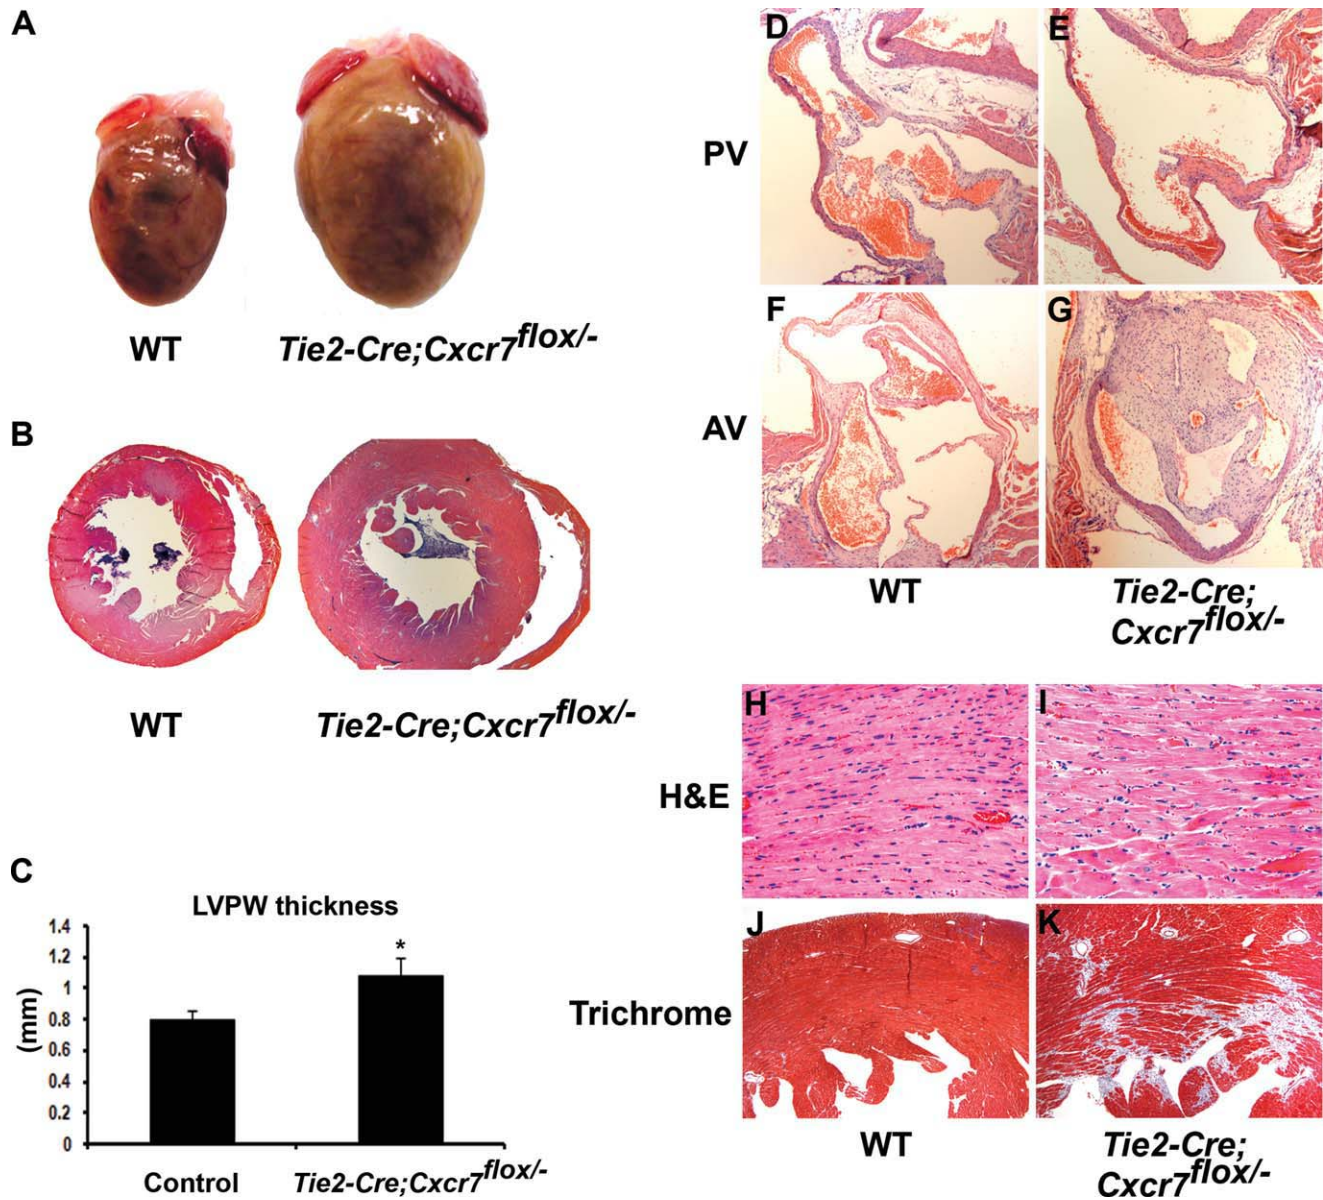 A
WT
Tie2-Cre;Cxcr7flox/-
B
WT
Tie2-Cre;Cxcr7flox/-
C
LVPW thickness
(mm)
1.4
1.2
1
0.8
0.6
0.4
0.2
0
*
Control
Tie2-Cre;Cxcr7flox/-
D
E
PV
F
G
AV
WT
Tie2-Cre;
Cxcr7flox/-
H
I
H&E
J
K
Trichrome
WT
Tie2-Cre;
Cxcr7flox/-